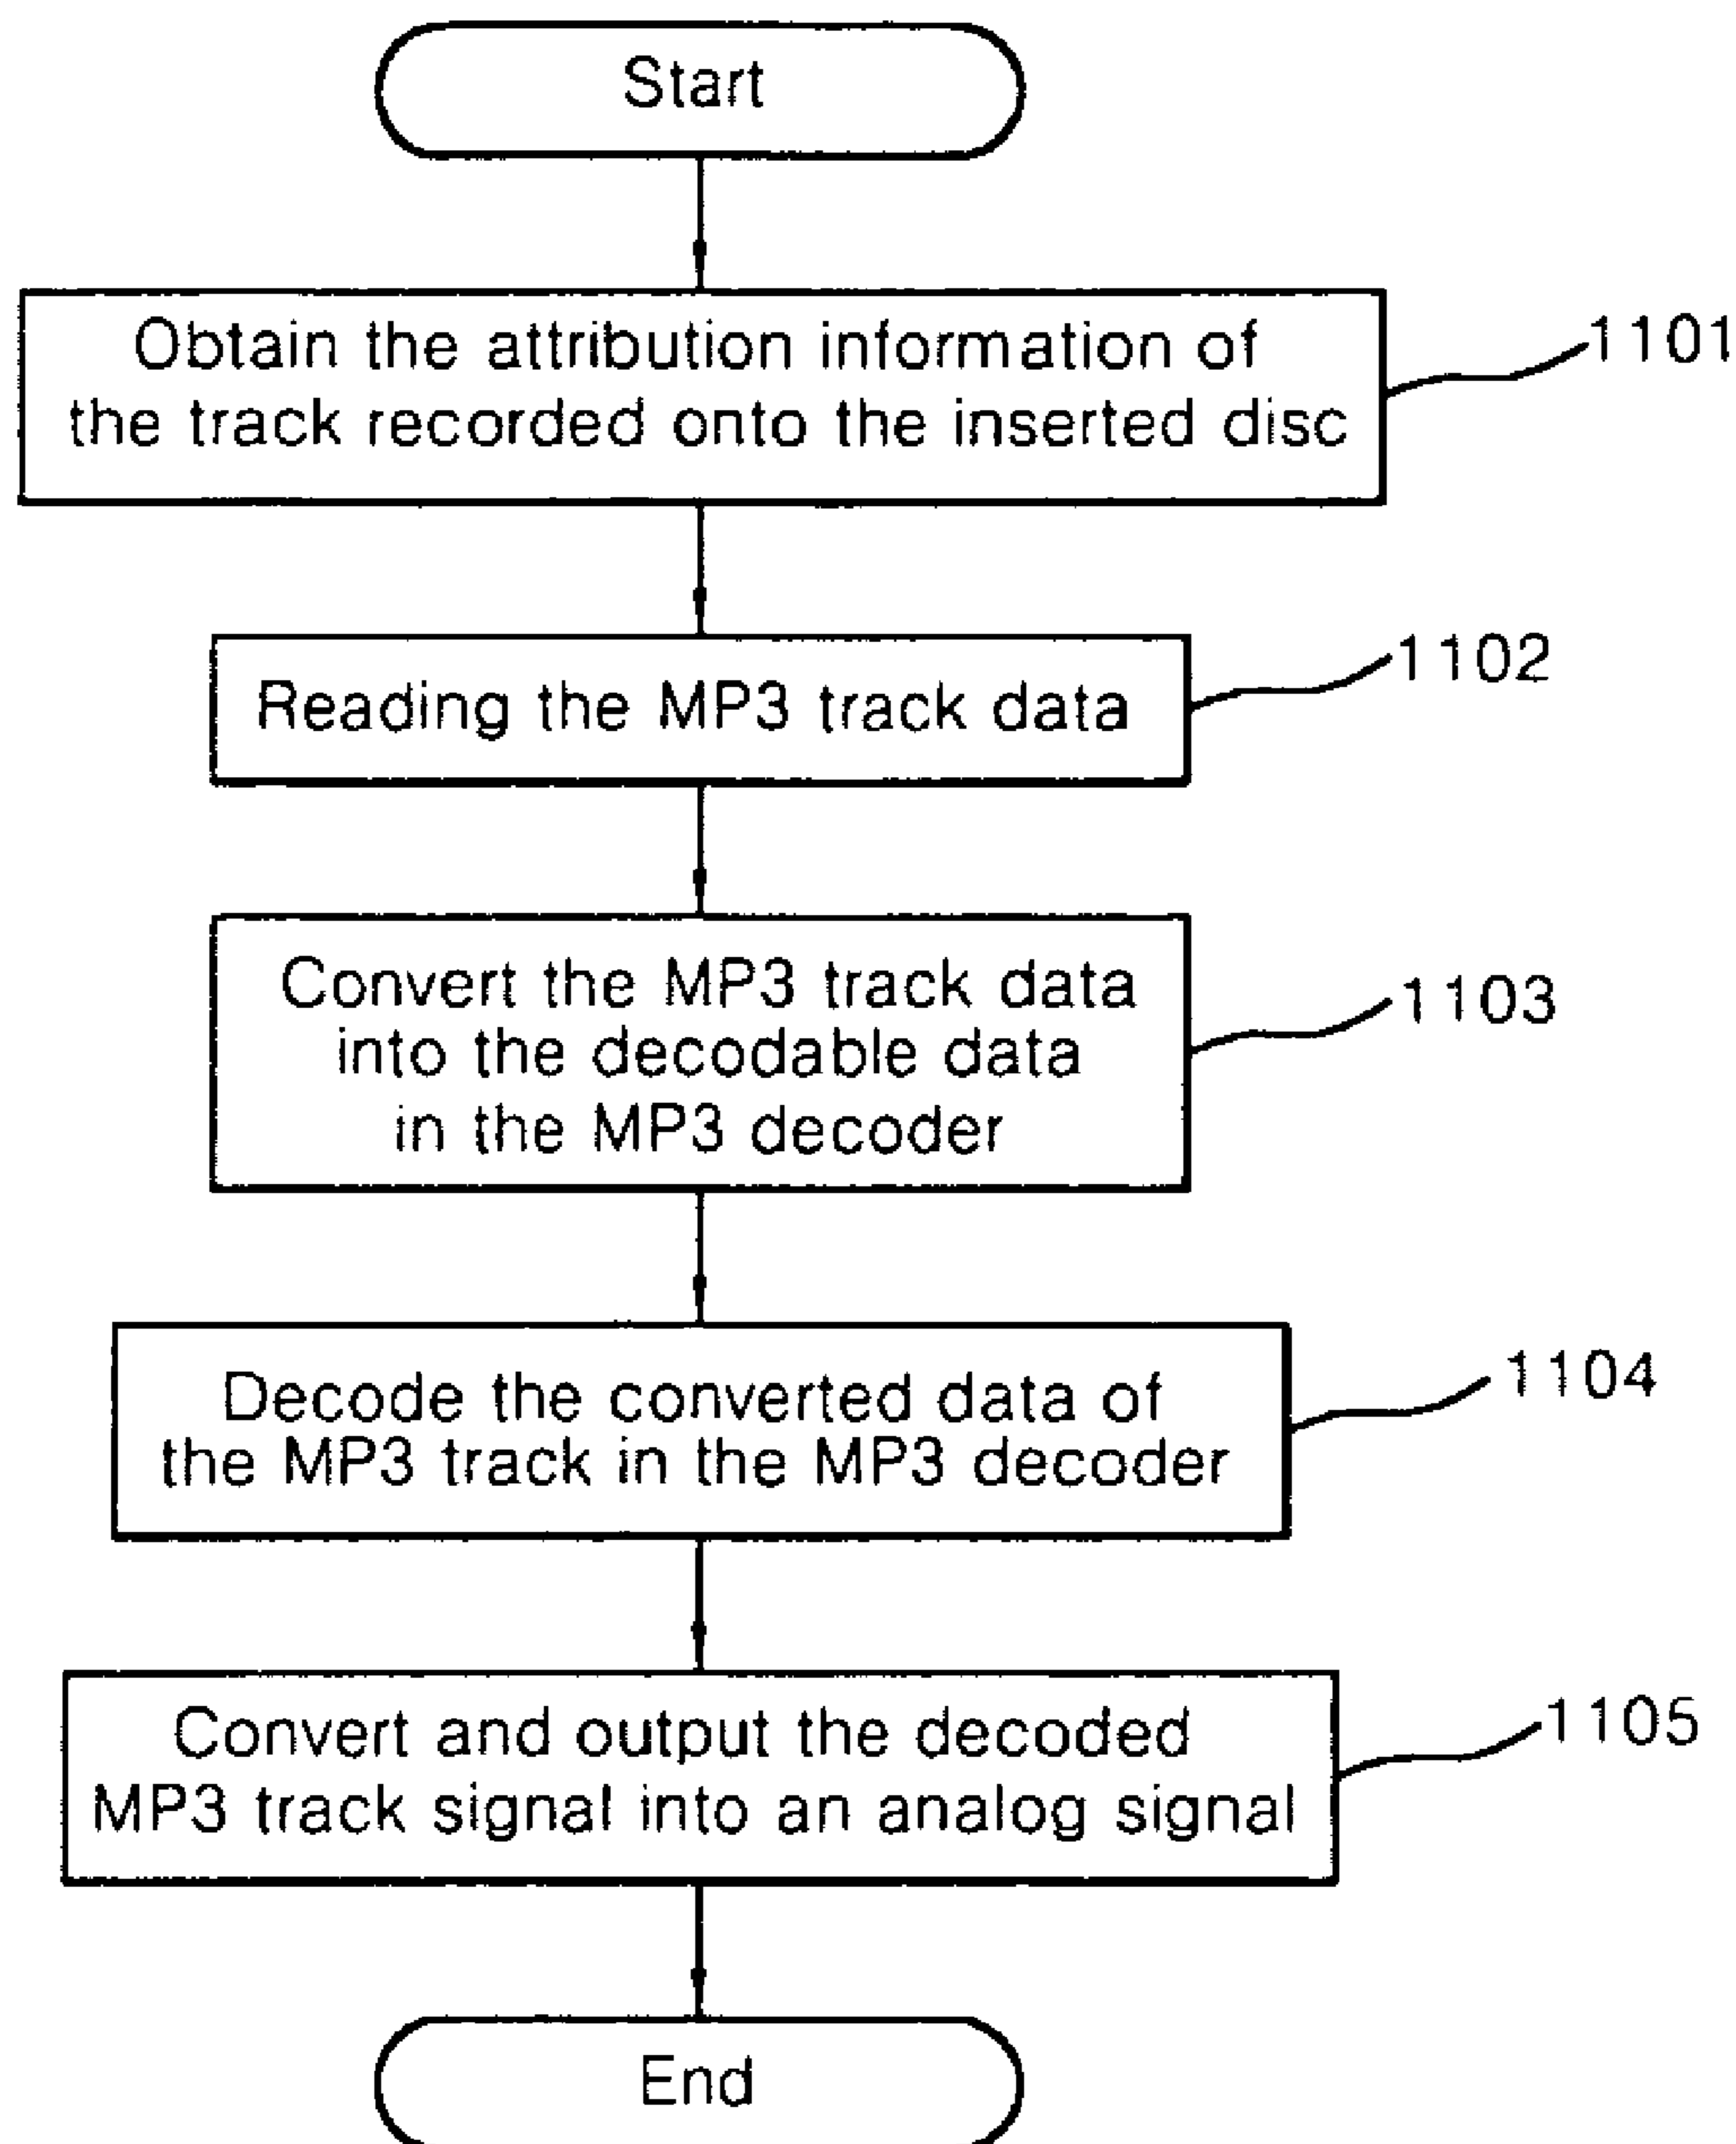 Start
Obtain the attribution information of
the track recorded onto the inserted disc
1101
Reading the MP3 track data
1102
Convert the MP3 track data
into the decodable data
in the MP3 decoder
1103
Decode the converted data of
the MP3 track in the MP3 decoder
1104
Convert and output the decoded
MP3 track signal into an analog signal
1105
End